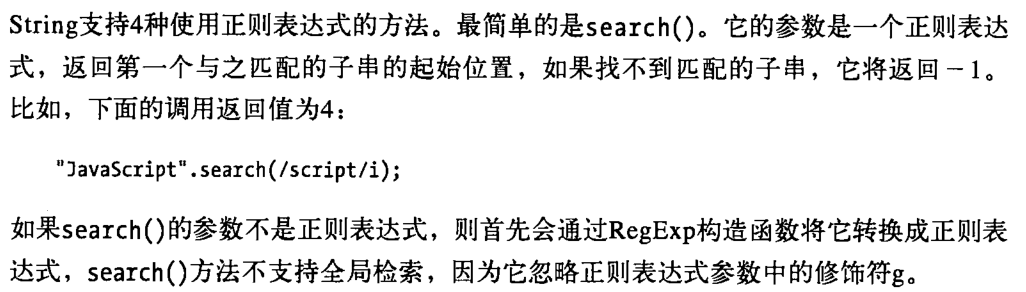 String支持4种使用正则表达式的方法。最简单的是search()。它的参数是一个正则表达
式，返回第一个与之匹配的子串的起始位置，如果找不到匹配的子串，它将返回－1。
比如，下面的调用返回值为4：
"JavaScript".search(/script/i);
如果search()的参数不是正则表达式，则首先会通过RegExp构造函数将它转换成正则表
达式，search()方法不支持全局检索，因为它忽略正则表达式参数中的修饰符g。